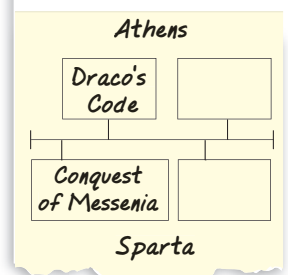 Athens
Draco's
Code
Conquest
of Messenia
Sparta